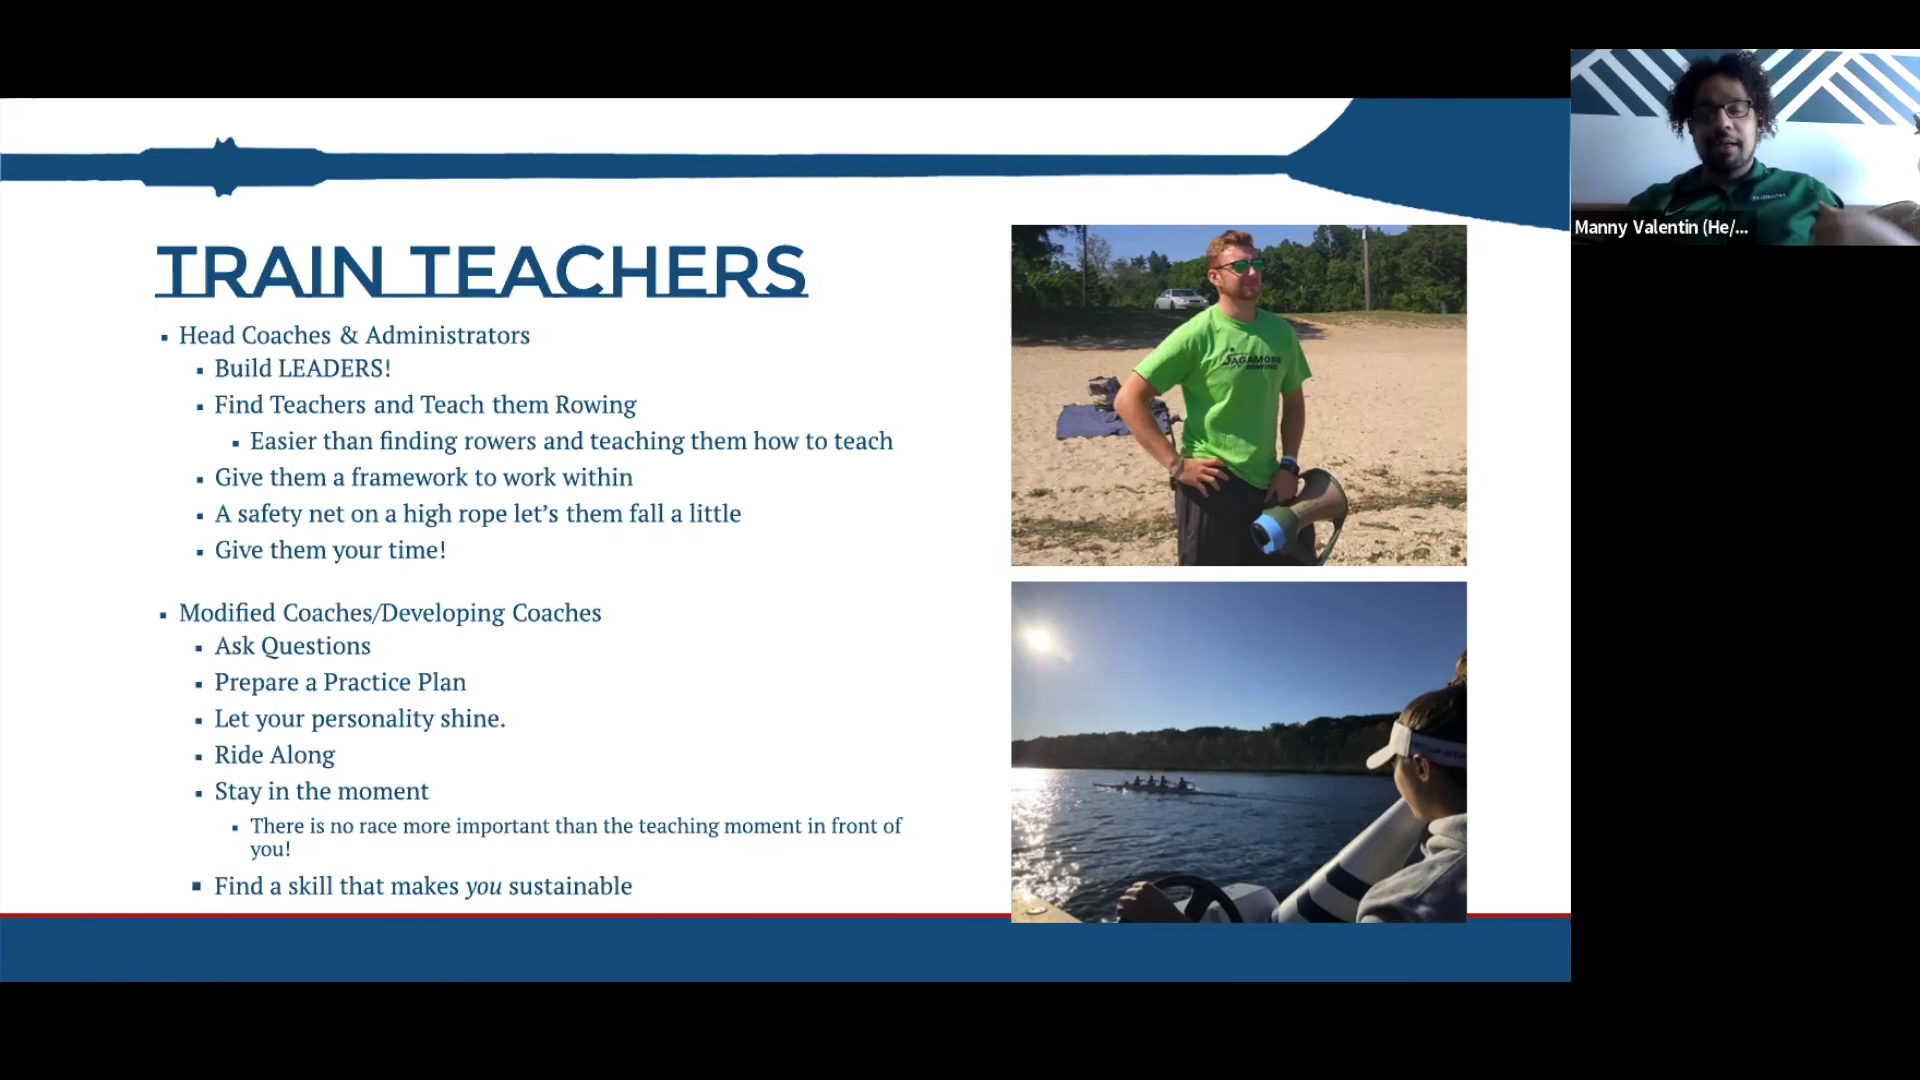 Manny Valentin (He/...
TRAIN TEACHERS
Head Coaches & Administrators
Build LEADERS!
Find Teachers and Teach them Rowing
Easier than finding rowers and teaching them how to teach
Give them a framework to work within
A safety net on a high rope let's them fall a little
Give them your time!
Modified Coaches/Developing Coaches
Ask Questions
Prepare a Practice Plan
Let your personality shine.
Ride Along
Stay in the moment
There is no race more important than the teaching moment in front of
you!
Find a skill that makes you sustainable
SAGAMORE
ROWING